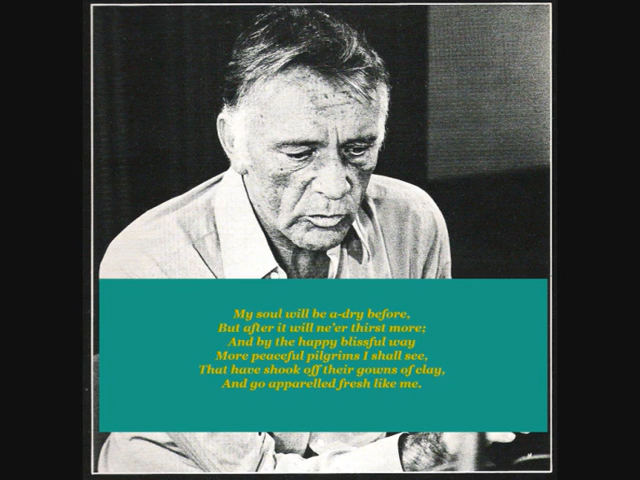 My soul will be a-dry before,
But after it will ne'er thirst more;
And by the happy blissful way
More peaceful pilgrims I shall see,
That have shook off their gowns of clay,
And go apparelled fresh like me.